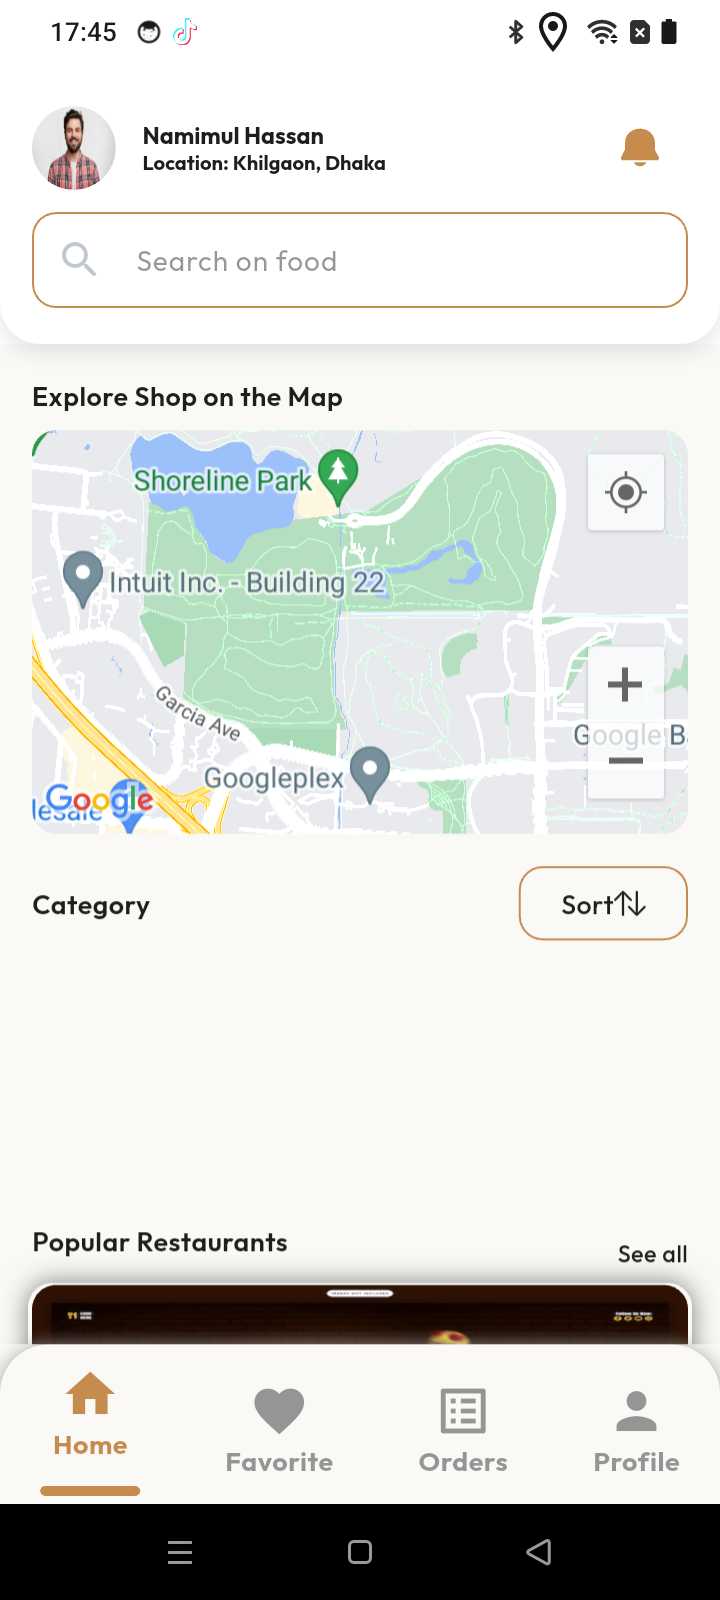 17:45
Namimul Hassan
Location: Khilgaon, Dhaka
Search on food
Explore Shop on the Map
Shoreline Park
Intuit Inc. - Building 22
Garcia Ave
Google B
Googleplex
Google
Category
Sort
Popular Restaurants
See all
Home
Favorite
Orders
Profile